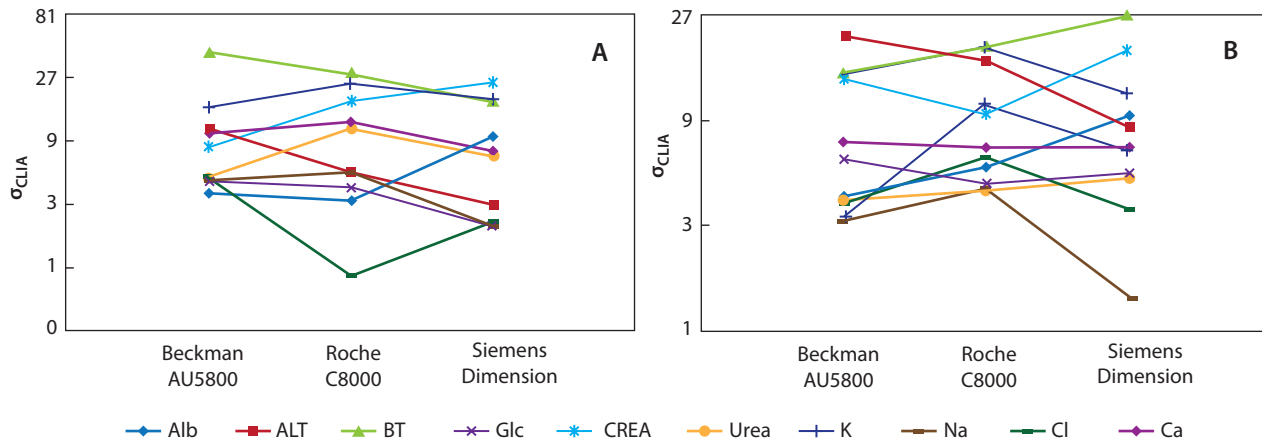 A
81
27
9
3
1
0
σCLIA
Beckman
AU5800
Roche
C8000
Siemens
Dimension
B
27
9
3
1
σCLIA
Beckman
AU5800
Roche
C8000
Siemens
Dimension
Alb ALT BT Glc CREA Urea K Na Cl Ca